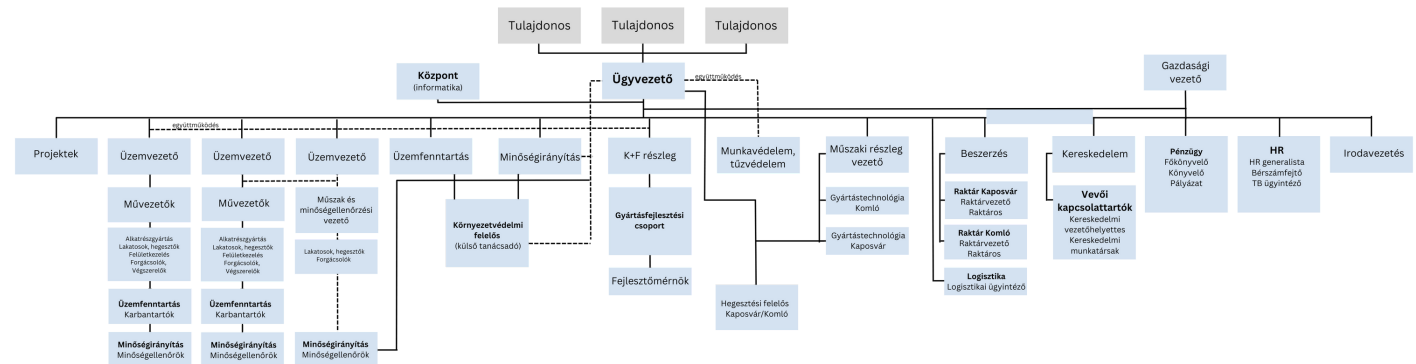 Tulajdonos
Tulajdonos
Tulajdonos
Központ
(informatika)
Ügyvezető
együttműködés
Gazdasági
vezető
együttműködés
Projektek
Üzemvezető
Üzemvezető
Üzemvezető
Üzemfenntartás
Minőségirányítás
K+F részleg
Munkavédelem,
tűzvédelem
Műszaki részleg
vezető
Beszerzés
Kereskedelem
Pénzügy
Főkönyvelő
Könyvelő
Pályázat
HR
HR generalista
Bérszámfejtő
TB ügyintéző
Irodavezetés
Művezetők
Művezetők
Műszak és
minőségellenőrzési
vezető
Környezetvédelmi
felelős
(külső tanácsadó)
Gyártásfejlesztési
csoport
Gyártástechnológia
Komló
Raktár Kaposvár
Raktárvezető
Raktáros
Vevői
kapcsolattartók
Kereskedelmi
vezetőhelyettes
Kereskedelmi
munkatársak
Alkatrészgyártás
Lakatosok, hegesztők
Felületkezelés
Forgácsolók,
Végszerelők
Alkatrészgyártás
Lakatosok, hegesztők
Felületkezelés
Forgácsolók,
Végszerelők
Lakatosok, hegesztők
Forgácsolók
Gyártástechnológia
Kaposvár
Raktár Komló
Raktárvezető
Raktáros
Fejlesztőmérnök
Logisztika
Logisztikai ügyintéző
Üzemfenntartás
Karbantartók
Üzemfenntartás
Karbantartók
Hegesztési felelős
Kaposvár/Komló
Minőségirányítás
Minőségellenőrök
Minőségirányítás
Minőségellenőrök
Minőségirányítás
Minőségellenőrök